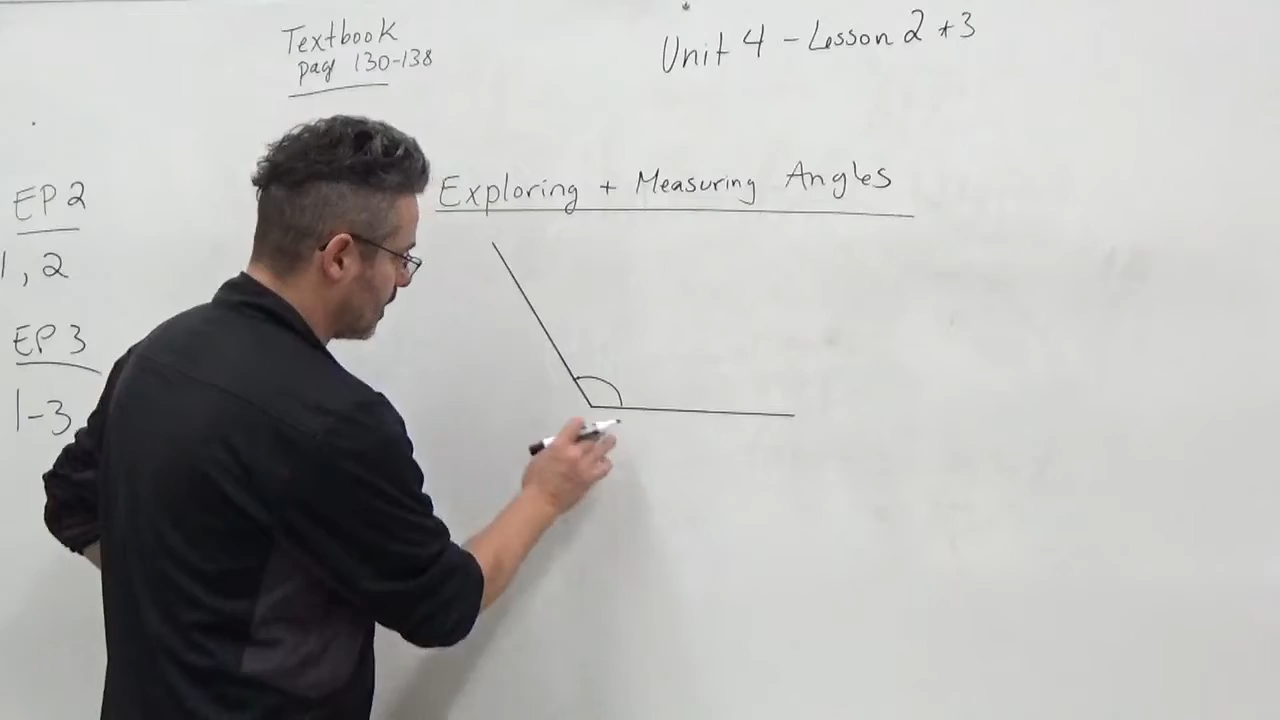 Textbook
pag 130-138
Unit 4 - Lesson 2 + 3
Exploring + Measuring Angles
EP 2
1, 2
EP 3
1-3